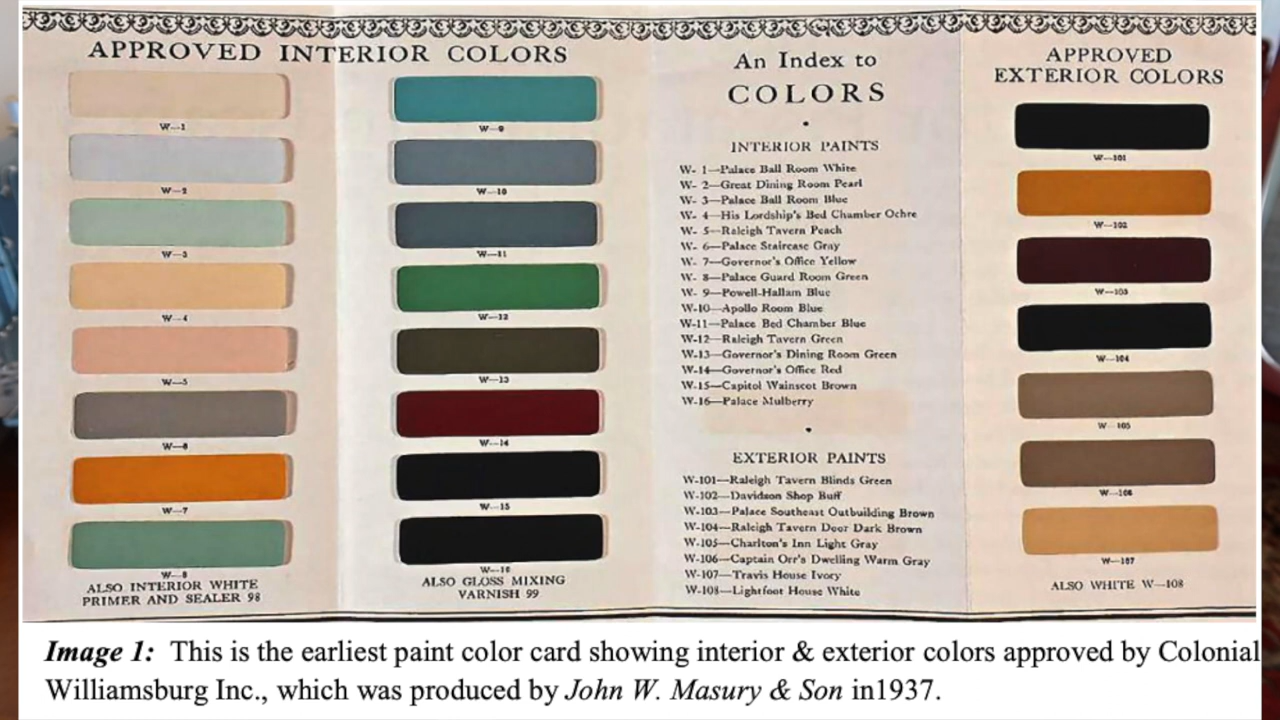 APPROVED INTERIOR COLORS
W—1
W—2
W—3
W—4
W—5
W—6
W—7
W—8
ALSO INTERIOR WHITE
PRIMER AND SEALER 98
W—9
W—10
W—11
W—12
W—13
W—14
W—15
W—16
ALSO GLOSS MIXING
VARNISH 99
An Index to
COLORS
INTERIOR PAINTS
W- 1—Palace Ball Room White
W- 2—Great Dining Room Pearl
W- 3—Palace Ball Room Blue
W- 4—His Lordship's Bed Chamber Ochre
W- 5—Raleigh Tavern Peach
W- 6—Palace Staircase Gray
W- 7—Governor's Office Yellow
W- 8—Palace Guard Room Green
W- 9—Powell-Hallam Blue
W-10—Apollo Room Blue
W-11—Palace Bed Chamber Blue
W-12—Raleigh Tavern Green
W-13—Governor's Dining Room Green
W-14—Governor's Office Red
W-15—Capitol Wainscot Brown
W-16—Palace Mulberry
EXTERIOR PAINTS
W-101—Raleigh Tavern Blinds Green
W-102—Davidson Shop Buff
W-103—Palace Southeast Outbuilding Brown
W-104—Raleigh Tavern Door Dark Brown
W-105—Charlton's Inn Light Gray
W-106—Captain Orr's Dwelling Warm Gray
W-107—Travis House Ivory
W-108—Lightfoot House White
APPROVED
EXTERIOR COLORS
W—101
W—102
W—103
W—104
W—105
W—106
W—107
ALSO WHITE W—108
Image 1: This is the earliest paint color card showing interior & exterior colors approved by Colonial
Williamsburg Inc., which was produced by John W. Masury & Son in1937.